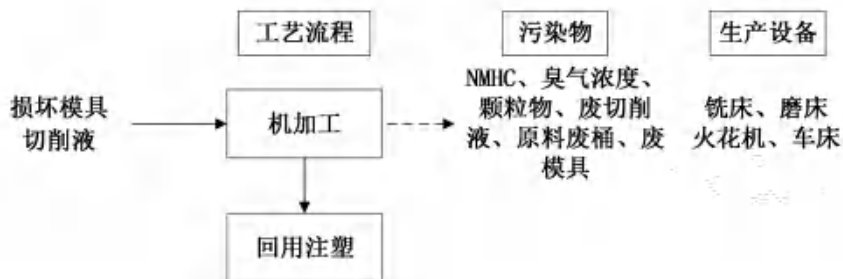 工艺流程
污染物
生产设备
损坏模具
切削液
机加工
NMHC、臭气浓度、
颗粒物、废切削
液、原料废桶、废
模具
铣床、磨床
火花机、车床
回用注塑